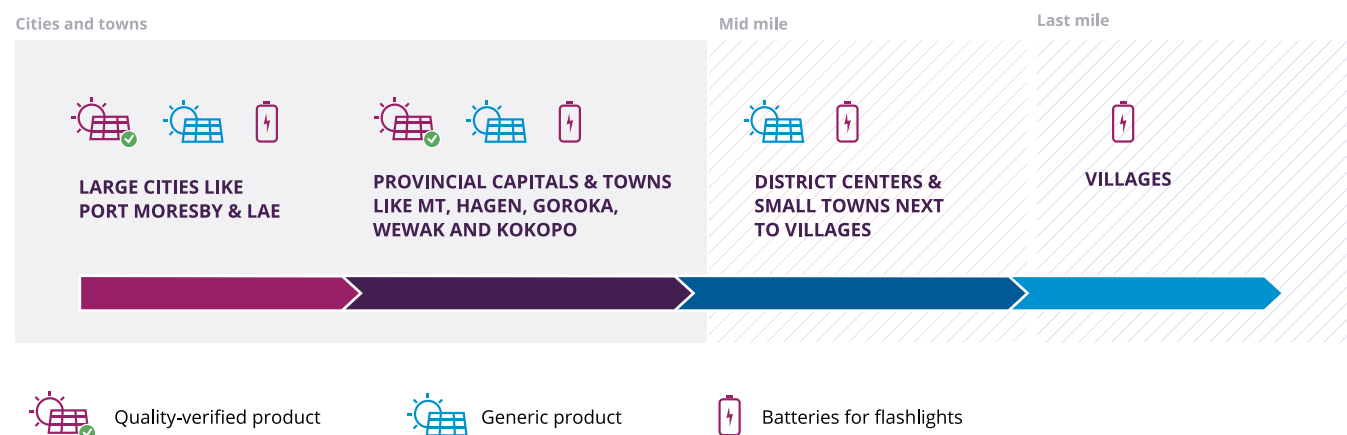 Cities and towns
Mid mile
Last mile
LARGE CITIES LIKE
PORT MORESBY & LAE
PROVINCIAL CAPITALS & TOWNS
LIKE MT, HAGEN, GOROKA,
WEWAK AND KOKOPO
DISTRICT CENTERS &
SMALL TOWNS NEXT
TO VILLAGES
VILLAGES
Quality-verified product
Generic product
Batteries for flashlights